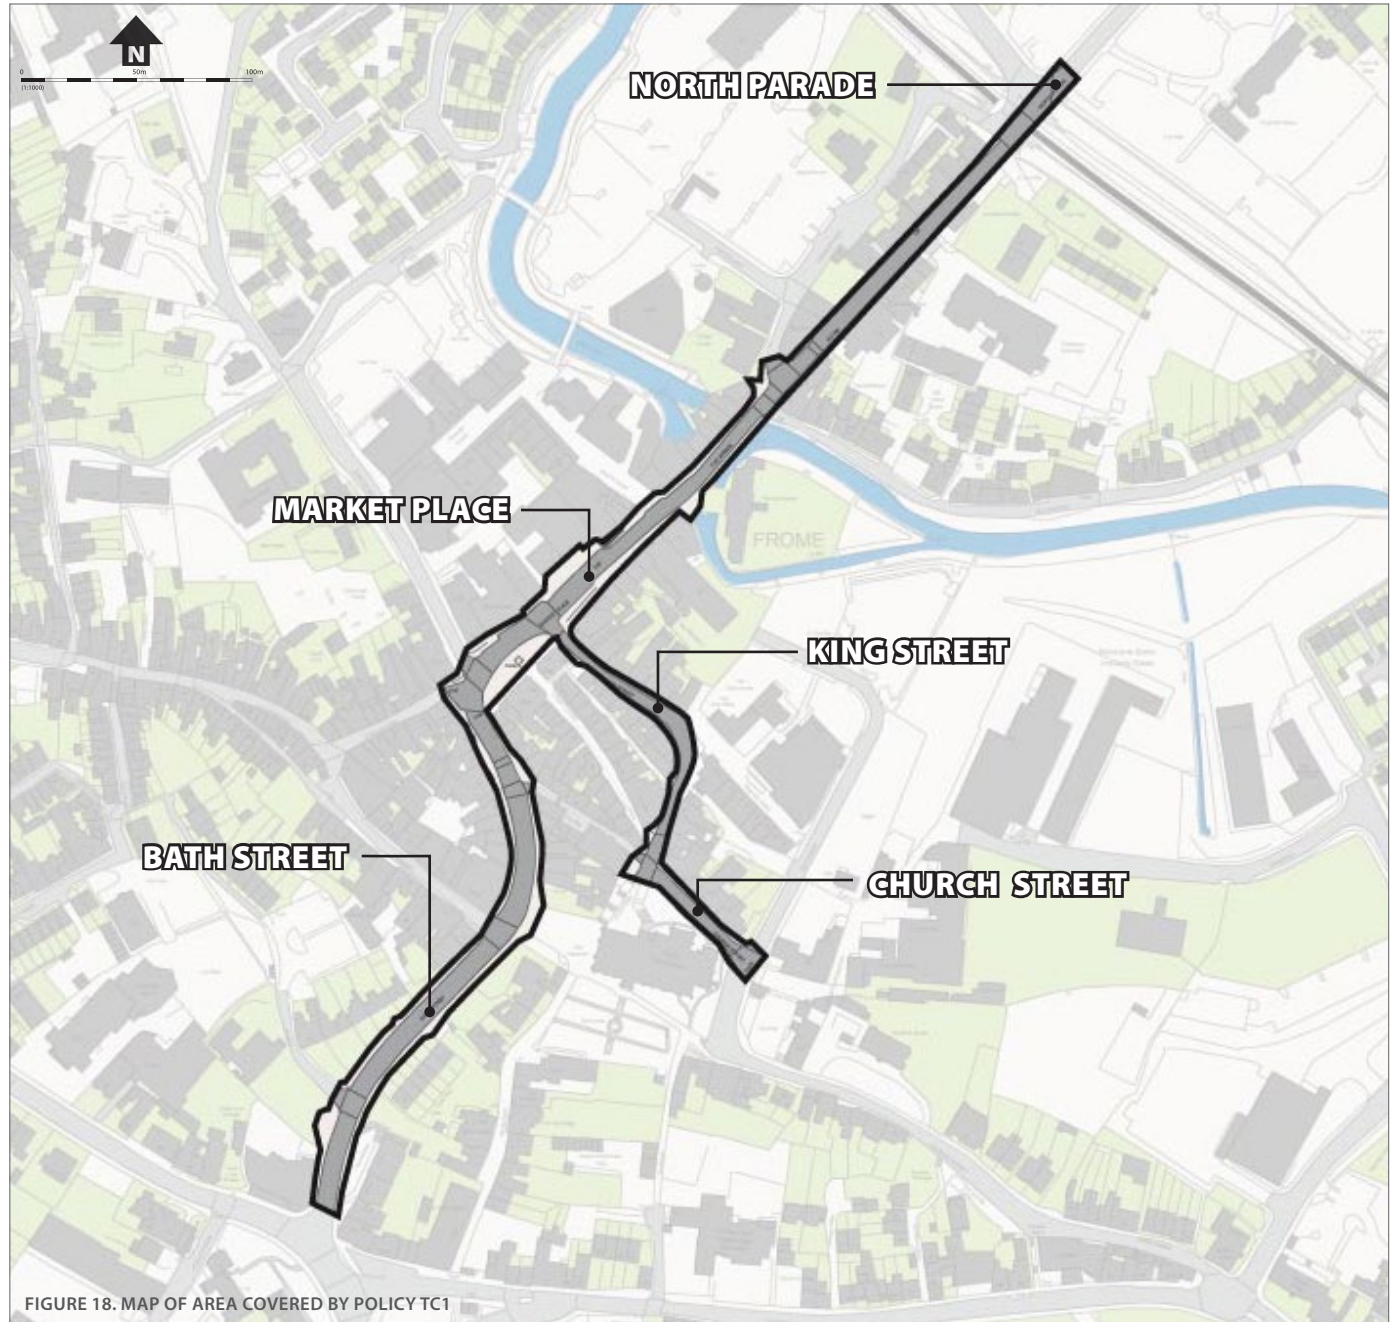 N
0 50m 100m
(1:1000)
NORTH PARADE
MARKET PLACE
FROME
KING STREET
BATH STREET
CHURCH STREET
FIGURE 18. MAP OF AREA COVERED BY POLICY TC1